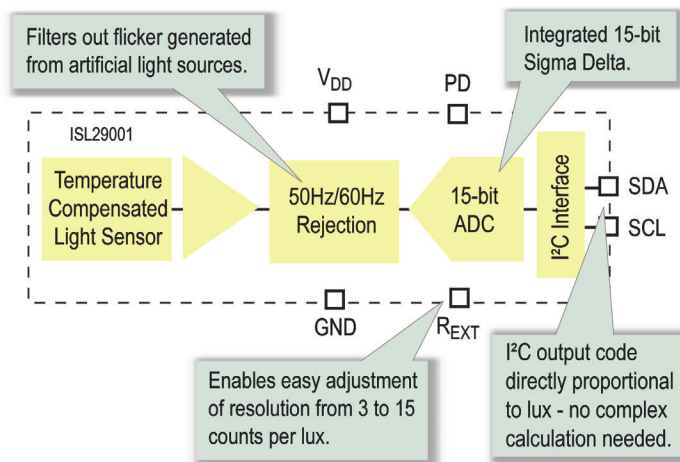 Filters out flicker generated
from artificial light sources.
Integrated 15-bit
Sigma Delta.
VDD
PD
ISL29001
Temperature
Compensated
Light Sensor
50Hz/60Hz
Rejection
15-bit
ADC
I²C Interface
SDA
SCL
GND
REXT
Enables easy adjustment
of resolution from 3 to 15
counts per lux.
I²C output code
directly proportional
to lux - no complex
calculation needed.